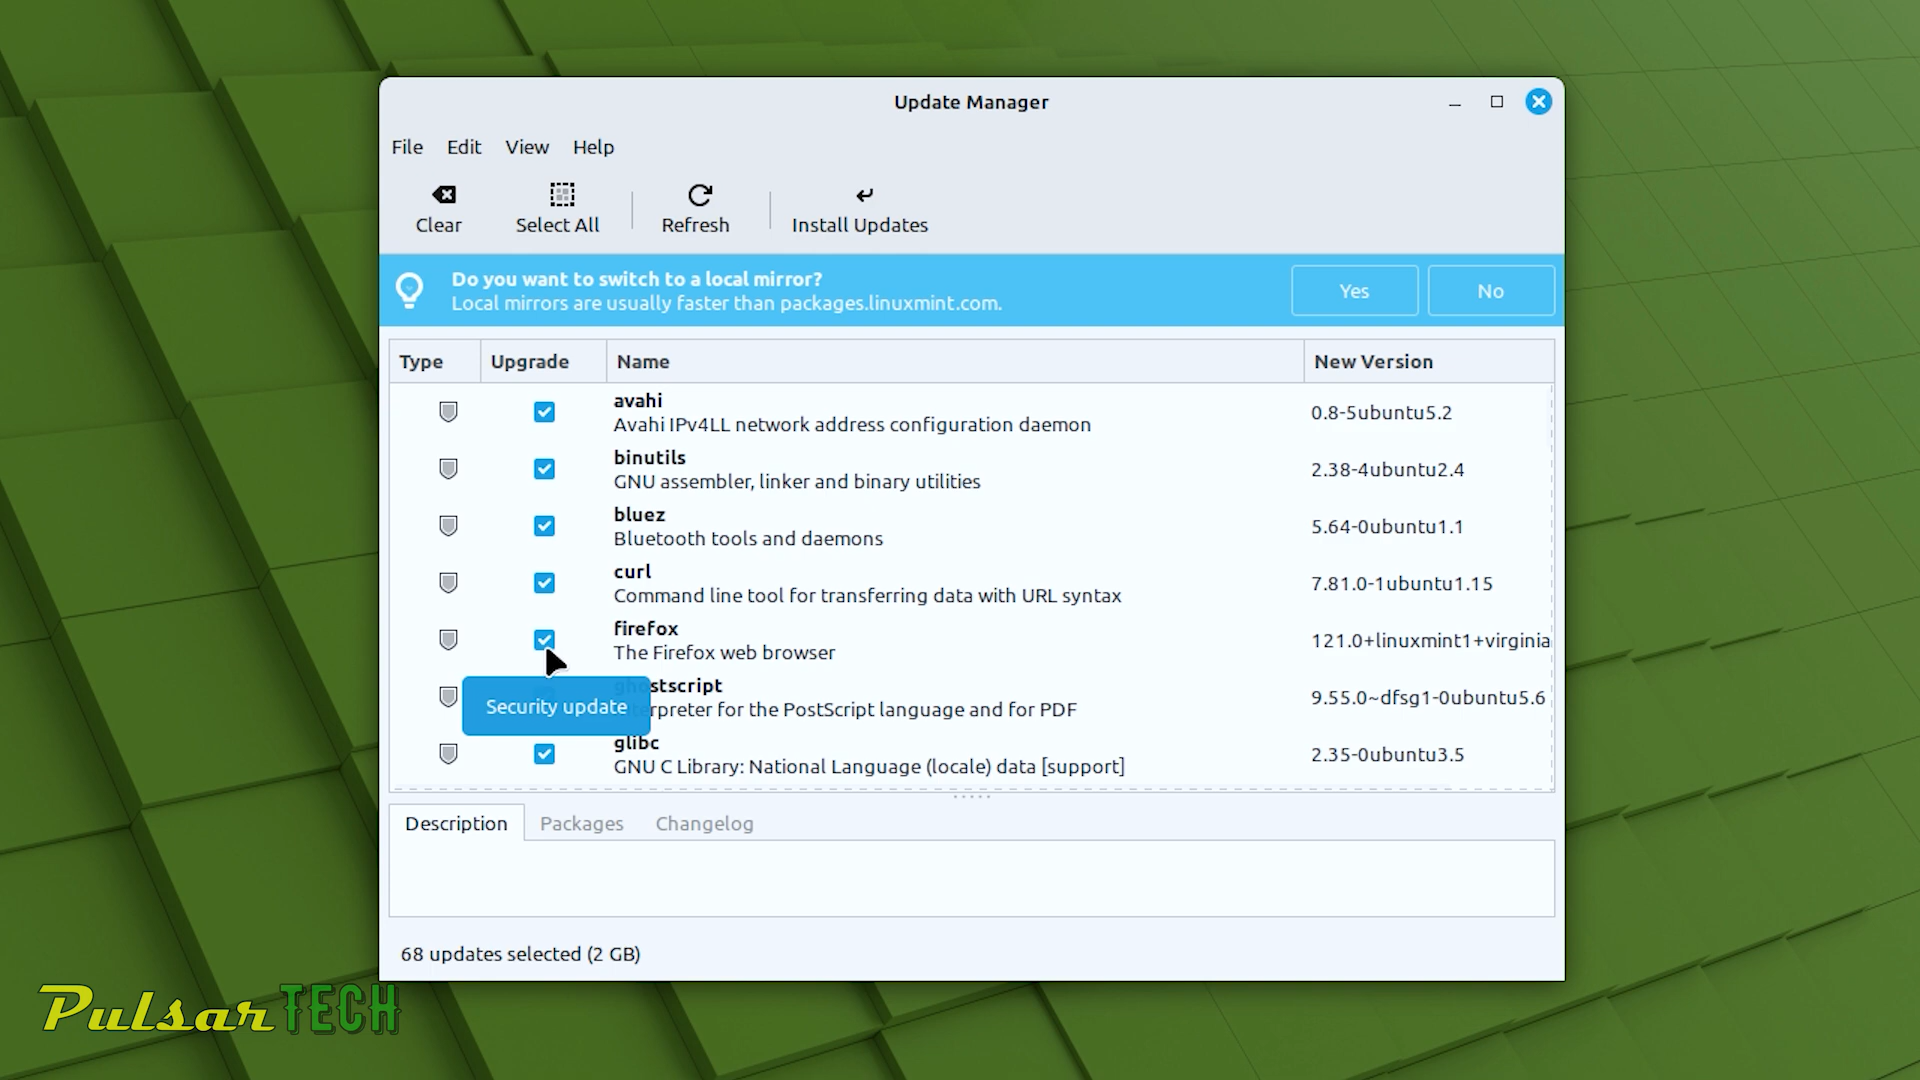 Update Manager
File Edit View Help
Clear Select All Refresh Install Updates
Do you want to switch to a local mirror?
Local mirrors are usually faster than packages.linuxmint.com.
Yes No
Type Upgrade Name New Version
avahi
Avahi IPv4LL network address configuration daemon
0.8-5ubuntu5.2
binutils
GNU assembler, linker and binary utilities
2.38-4ubuntu2.4
bluez
Bluetooth tools and daemons
5.64-0ubuntu1.1
curl
Command line tool for transferring data with URL syntax
7.81.0-1ubuntu1.15
firefox
The Firefox web browser
121.0+linuxmint1+virginia
ghostscript
Security update
erpreter for the PostScript language and for PDF
9.55.0~dfsg1-0ubuntu5.6
glibc
GNU C Library: National Language (locale) data [support]
2.35-0ubuntu3.5
Description Packages Changelog
68 updates selected (2 GB)
Pulsar TECH